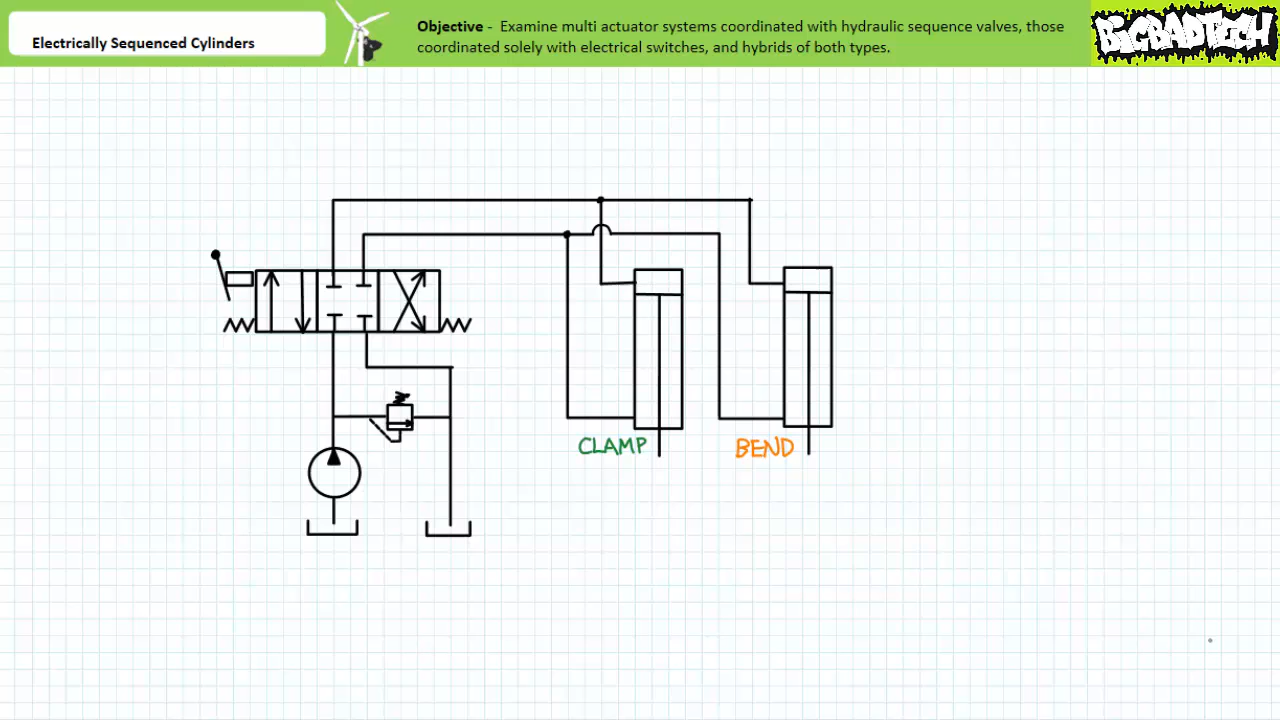 Electrically Sequenced Cylinders
Objective - Examine multi actuator systems coordinated with hydraulic sequence valves, those
coordinated solely with electrical switches, and hybrids of both types.
BIGBADTECH
CLAMP
BEND